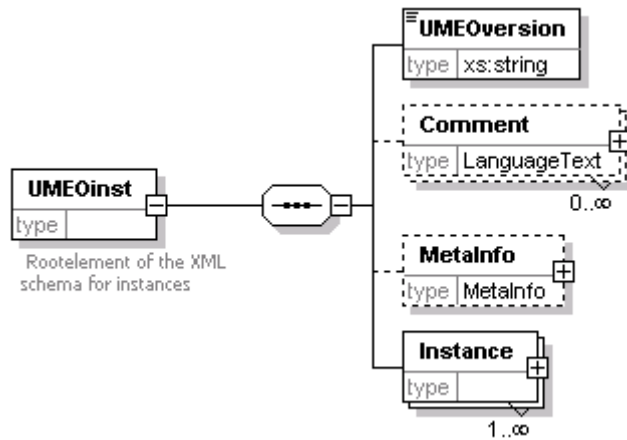 UMEOversion
type xs:string
Comment
type LanguageText
0..∞
UMEOinst
type
Rootelement of the XML
schema for instances
MetaInfo
type MetaInfo
Instance
type
1..∞